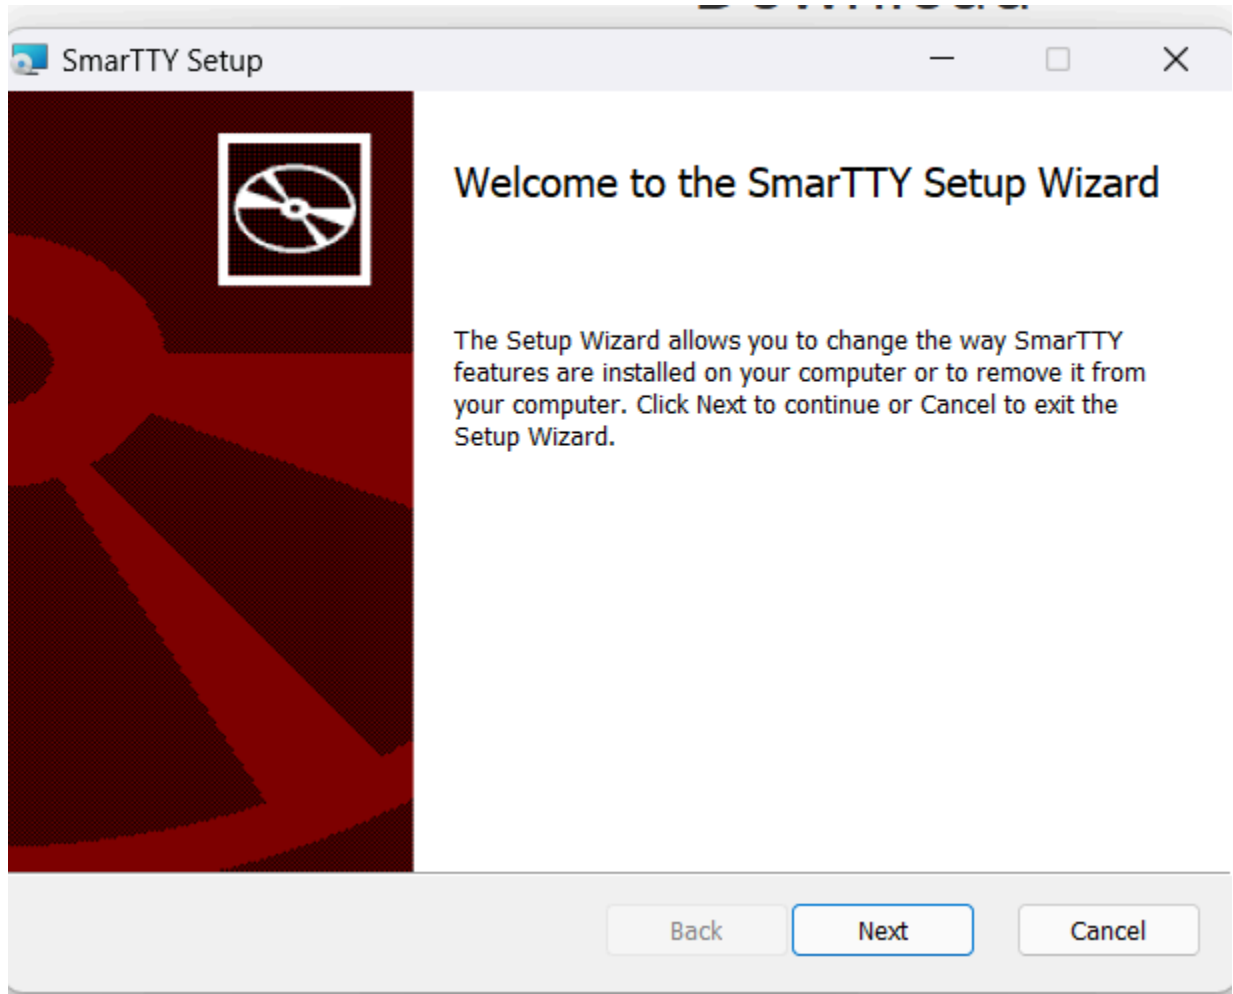 Download
SmarTTY Setup
Welcome to the SmarTTY Setup Wizard
The Setup Wizard allows you to change the way SmarTTY
features are installed on your computer or to remove it from
your computer. Click Next to continue or Cancel to exit the
Setup Wizard.
Back
Next
Cancel